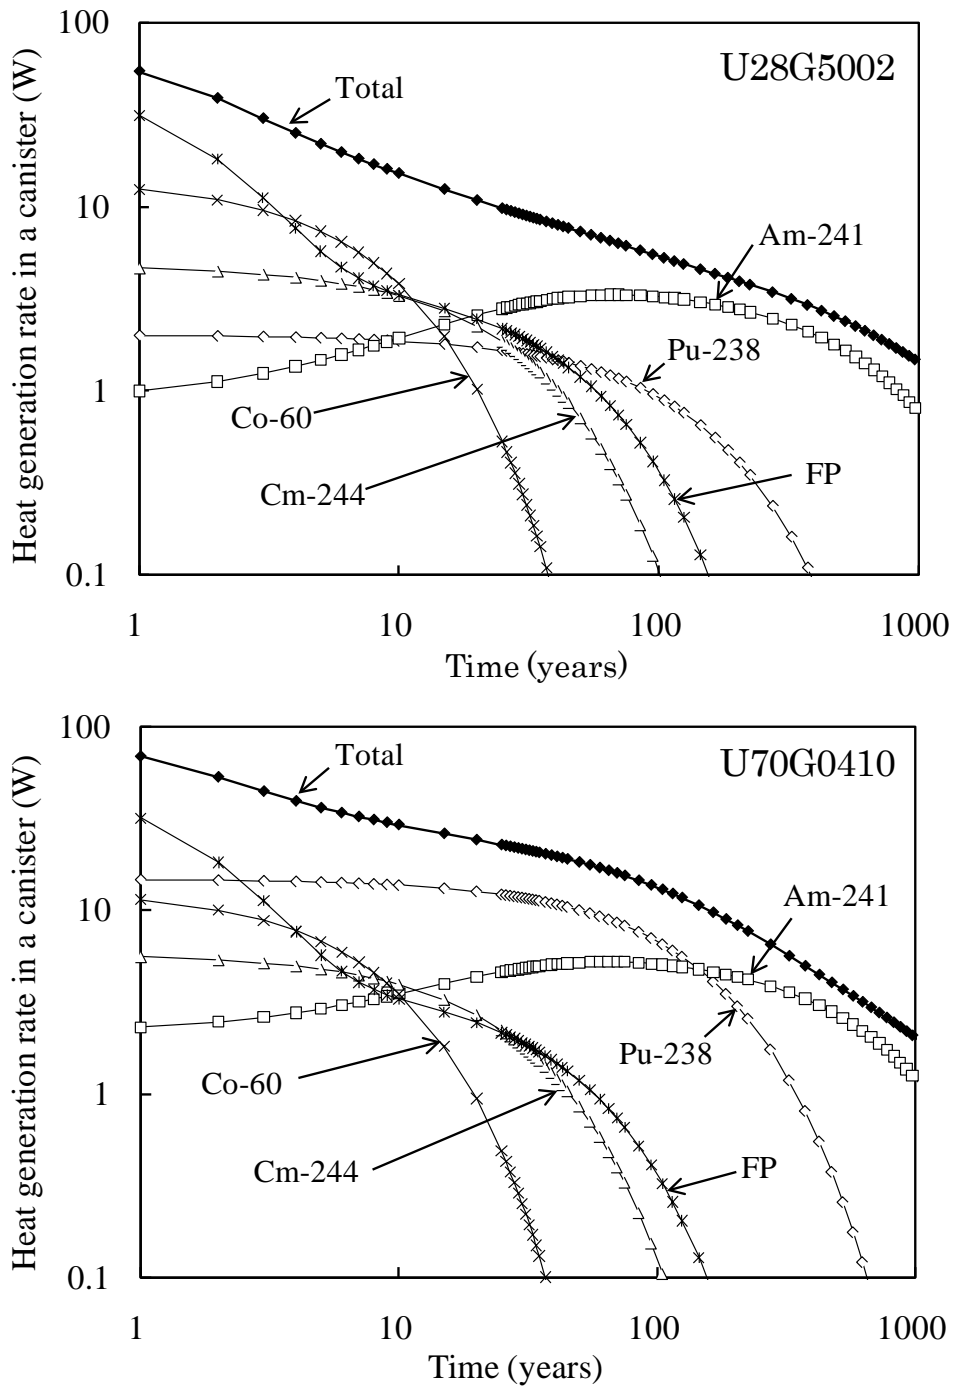 100
U28G5002
Total
10
Am-241
Pu-238
1
Co-60
Cm-244
FP
0.1
1
10
100
1000
Time (years)
Heat generation rate in a canister (W)
100
U70G0410
Total
Am-241
10
Pu-238
Co-60
1
Cm-244
FP
0.1
1
10
100
1000
Time (years)
Heat generation rate in a canister (W)